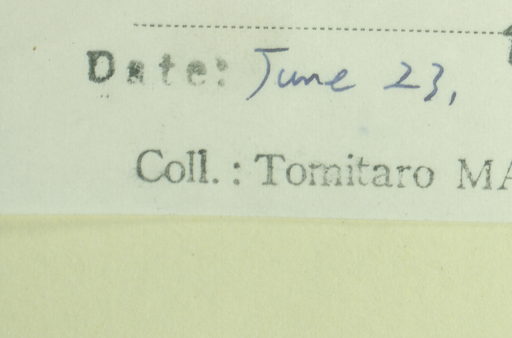 Date: June 23,
Coll.: Tomitaro MA